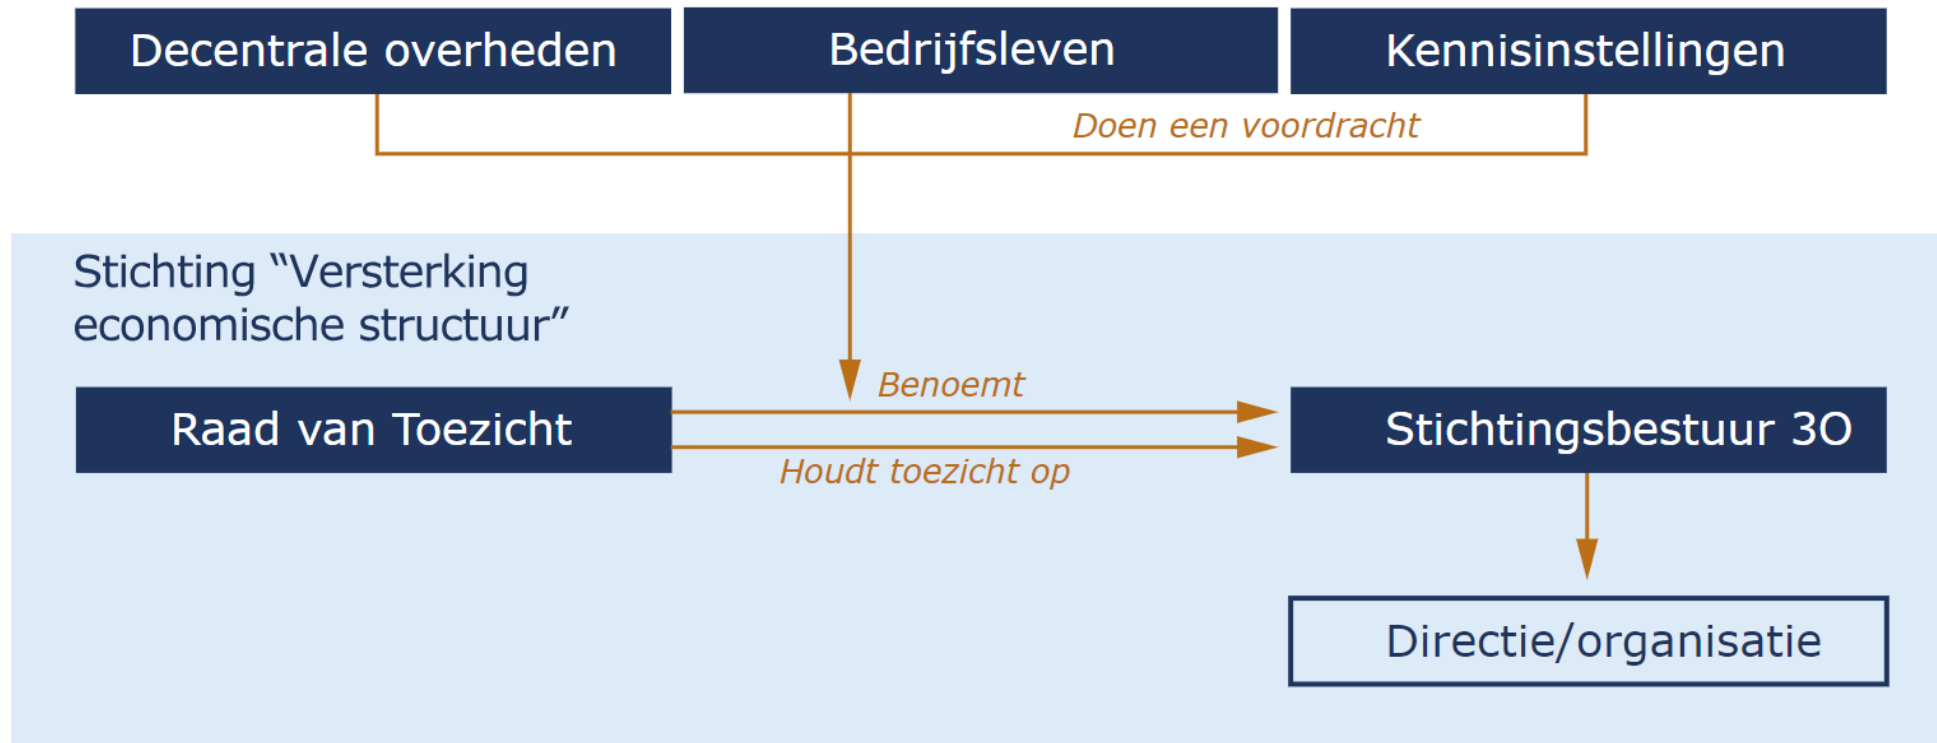 Decentrale overheden
Bedrijfsleven
Kennisinstellingen
Doen een voordracht
Stichting “Versterking
economische structuur”
Benoemt
Raad van Toezicht
Stichtingsbestuur 3O
Houdt toezicht op
Directie/organisatie